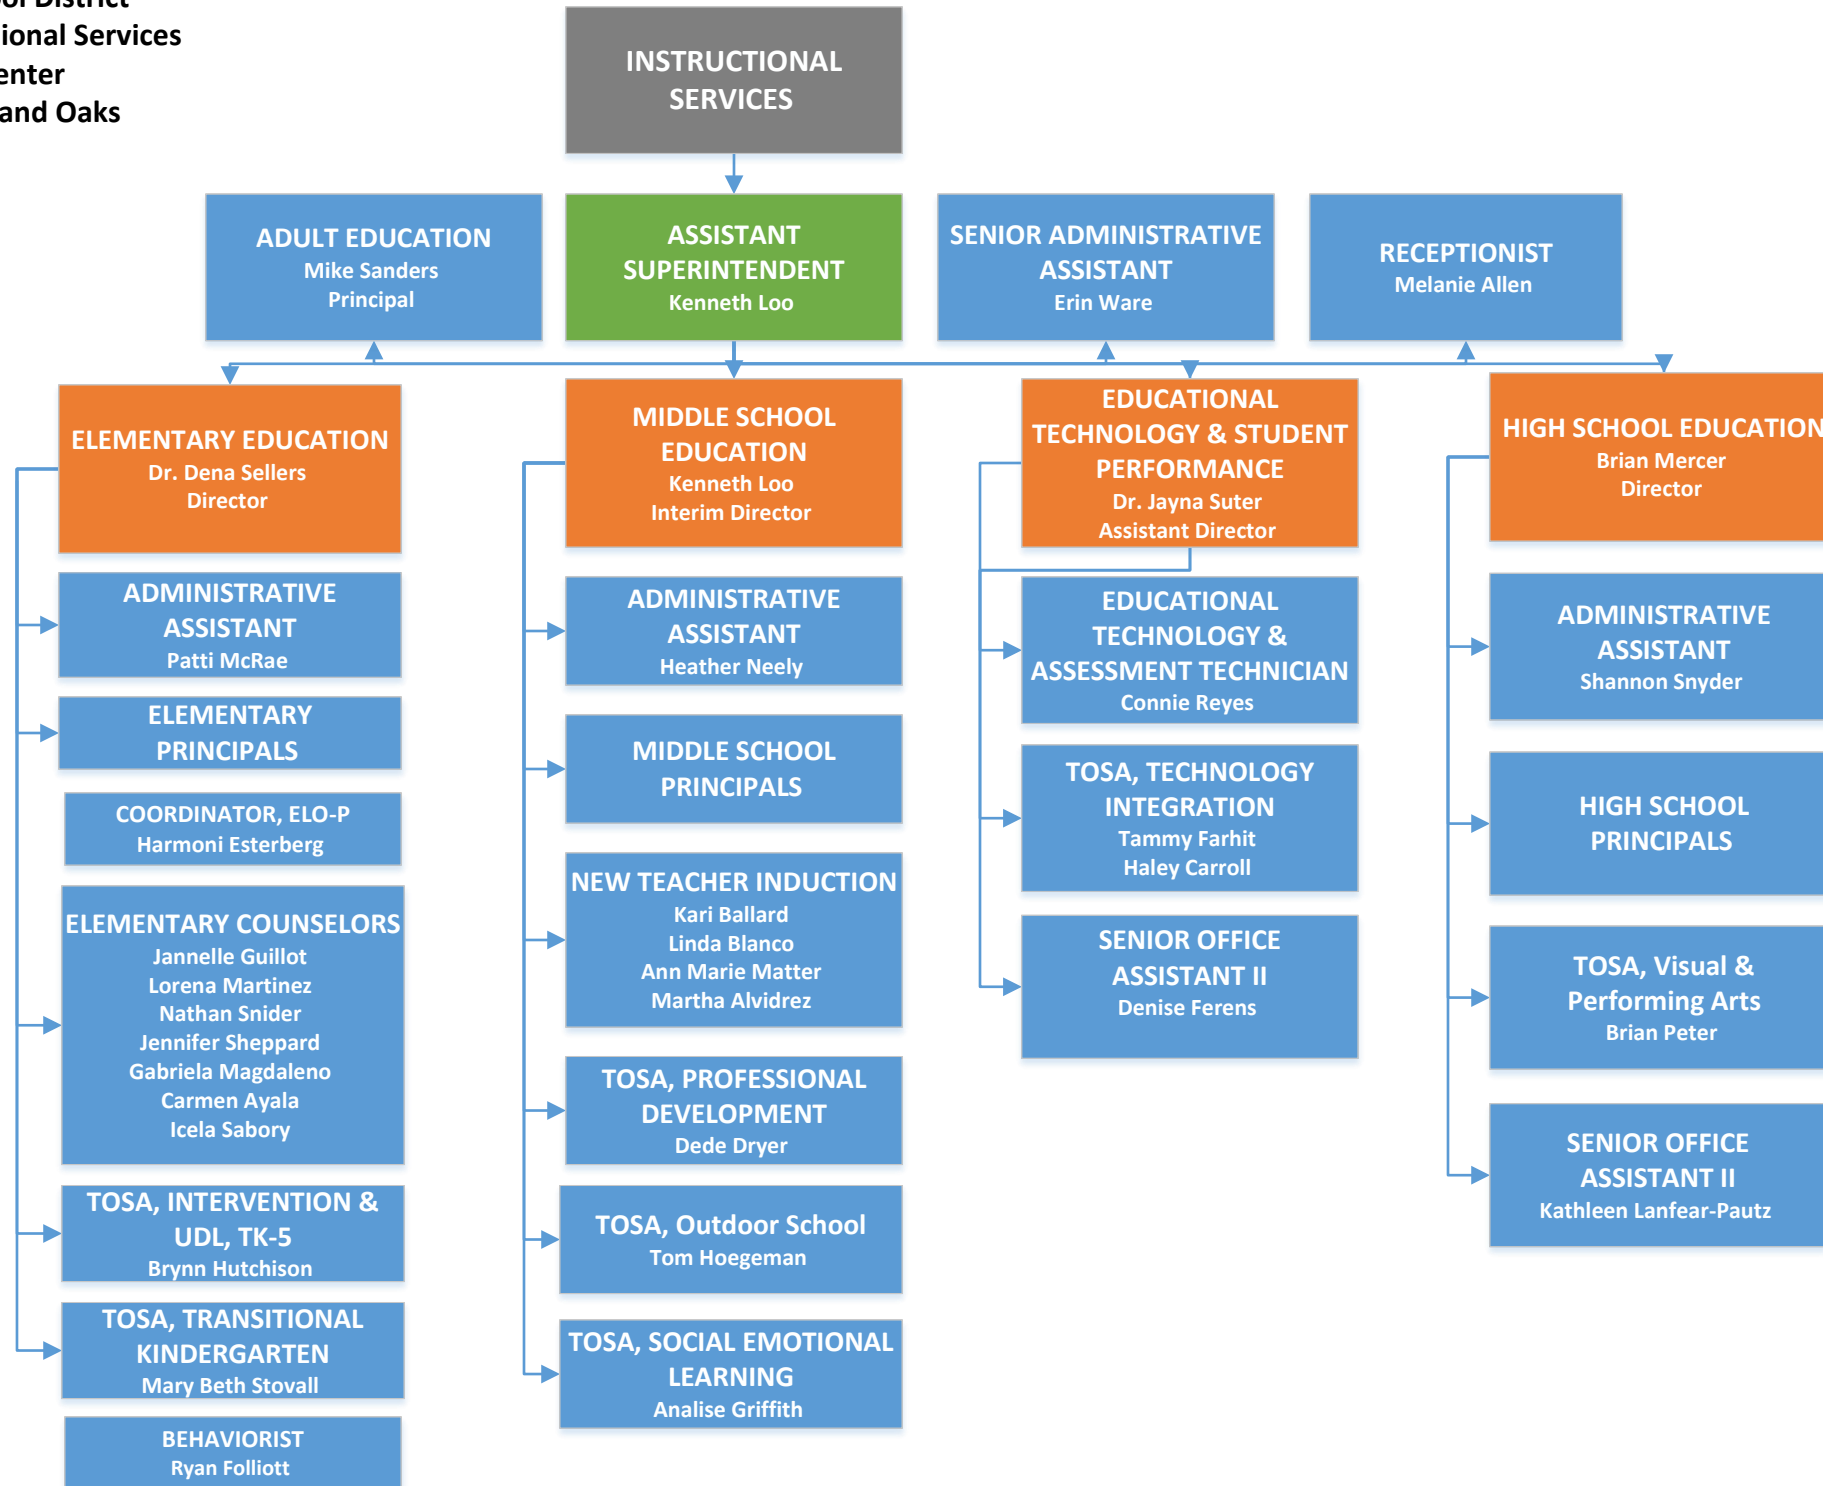 ional Services
and Oaks
INSTRUCTIONAL
SERVICES
ADULT EDUCATION
Mike Sanders
Principal
ASSISTANT
SUPERINTENDENT
Kenneth Loo
SENIOR ADMINISTRATIVE
ASSISTANT
Erin Ware
RECEPTIONIST
Melanie Allen
ELEMENTARY EDUCATION
Dr. Dena Sellers
Director
ADMINISTRATIVE
ASSISTANT
Patti McRae
ELEMENTARY
PRINCIPALS
COORDINATOR, ELO-P
Harmoni Esterberg
ELEMENTARY COUNSELORS
Jannelle Guillot
Lorena Martinez
Nathan Snider
Jennifer Sheppard
Gabriela Magdaleno
Carmen Ayala
Icela Sabory
TOSA, INTERVENTION &
UDL, TK-5
Brynn Hutchison
TOSA, TRANSITIONAL
KINDERGARTEN
Mary Beth Stovall
BEHAVIORIST
Ryan Folliott
MIDDLE SCHOOL
EDUCATION
Kenneth Loo
Interim Director
ADMINISTRATIVE
ASSISTANT
Heather Neely
MIDDLE SCHOOL
PRINCIPALS
NEW TEACHER INDUCTION
Kari Ballard
Linda Blanco
Ann Marie Matter
Martha Alvidrez
TOSA, PROFESSIONAL
DEVELOPMENT
Dede Dryer
TOSA, Outdoor School
Tom Hoegeman
TOSA, SOCIAL EMOTIONAL
LEARNING
Analise Griffith
EDUCATIONAL
TECHNOLOGY & STUDENT
PERFORMANCE
Dr. Jayna Suter
Assistant Director
EDUCATIONAL
TECHNOLOGY &
ASSESSMENT TECHNICIAN
Connie Reyes
TOSA, TECHNOLOGY
INTEGRATION
Tammy Farhit
Haley Carroll
SENIOR OFFICE
ASSISTANT II
Denise Ferens
HIGH SCHOOL EDUCATION
Brian Mercer
Director
ADMINISTRATIVE
ASSISTANT
Shannon Snyder
HIGH SCHOOL
PRINCIPALS
TOSA, Visual &
Performing Arts
Brian Peter
SENIOR OFFICE
ASSISTANT II
Kathleen Lanfear-Pautz